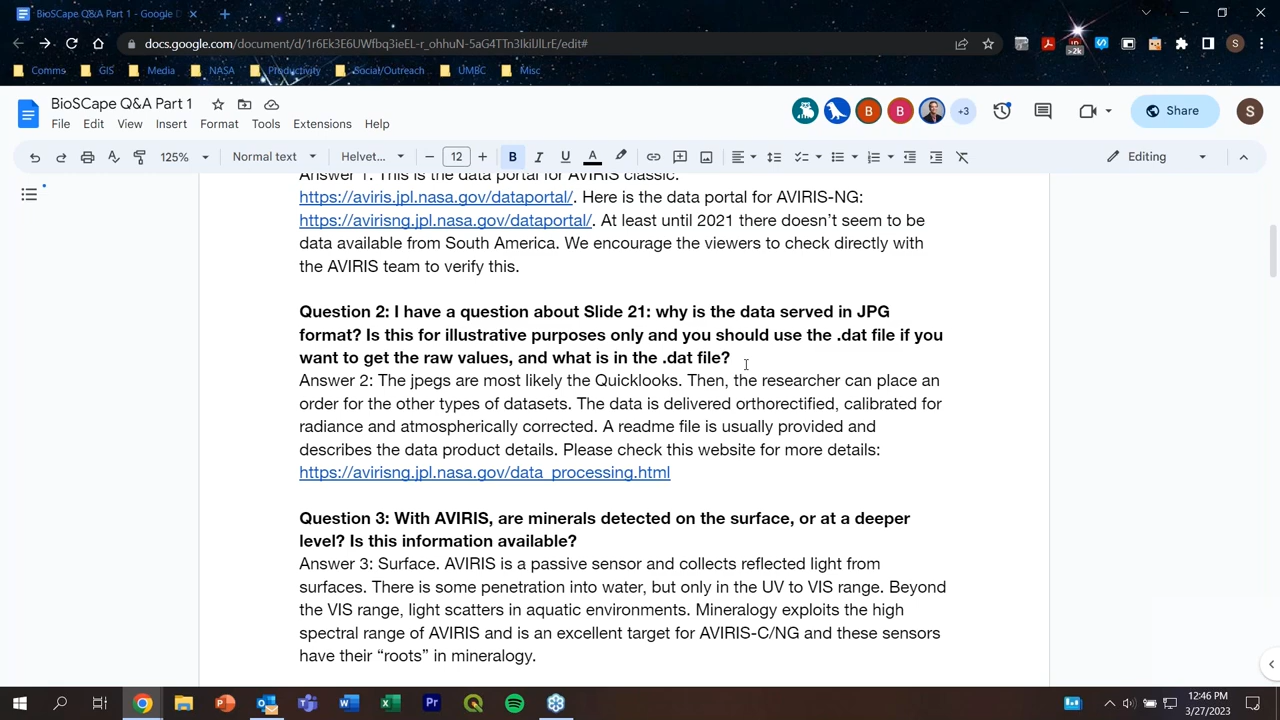 BioSCape Q&A Part 1 - Google D
docs.google.com/document/d/1r6Ek3E6UWfbq3ieEL-r_ohhuN-5aG4TTn3IkilJILrE/edit#
>2k
S
Comms GIS Media NASA Productivity Social/Outreach UMBC Misc
BioSCape Q&A Part 1
B B +3 Share S
File Edit View Insert Format Tools Extensions Help
125% Normal text Helvet... 12 B I U A Editing
Answer 1: This is the data portal for AVIRIS classic:
https://aviris.jpl.nasa.gov/dataportal/. Here is the data portal for AVIRIS-NG:
https://avirisng.jpl.nasa.gov/dataportal/. At least until 2021 there doesn't seem to be
data available from South America. We encourage the viewers to check directly with
the AVIRIS team to verify this.
Question 2: I have a question about Slide 21: why is the data served in JPG
format? Is this for illustrative purposes only and you should use the .dat file if you
want to get the raw values, and what is in the .dat file?
Answer 2: The jpegs are most likely the Quicklooks. Then, the researcher can place an
order for the other types of datasets. The data is delivered orthorectified, calibrated for
radiance and atmospherically corrected. A readme file is usually provided and
describes the data product details. Please check this website for more details:
https://avirisng.jpl.nasa.gov/data_processing.html
Question 3: With AVIRIS, are minerals detected on the surface, or at a deeper
level? Is this information available?
Answer 3: Surface. AVIRIS is a passive sensor and collects reflected light from
surfaces. There is some penetration into water, but only in the UV to VIS range. Beyond
the VIS range, light scatters in aquatic environments. Mineralogy exploits the high
spectral range of AVIRIS and is an excellent target for AVIRIS-C/NG and these sensors
have their “roots” in mineralogy.
12:46 PM
3/27/2023